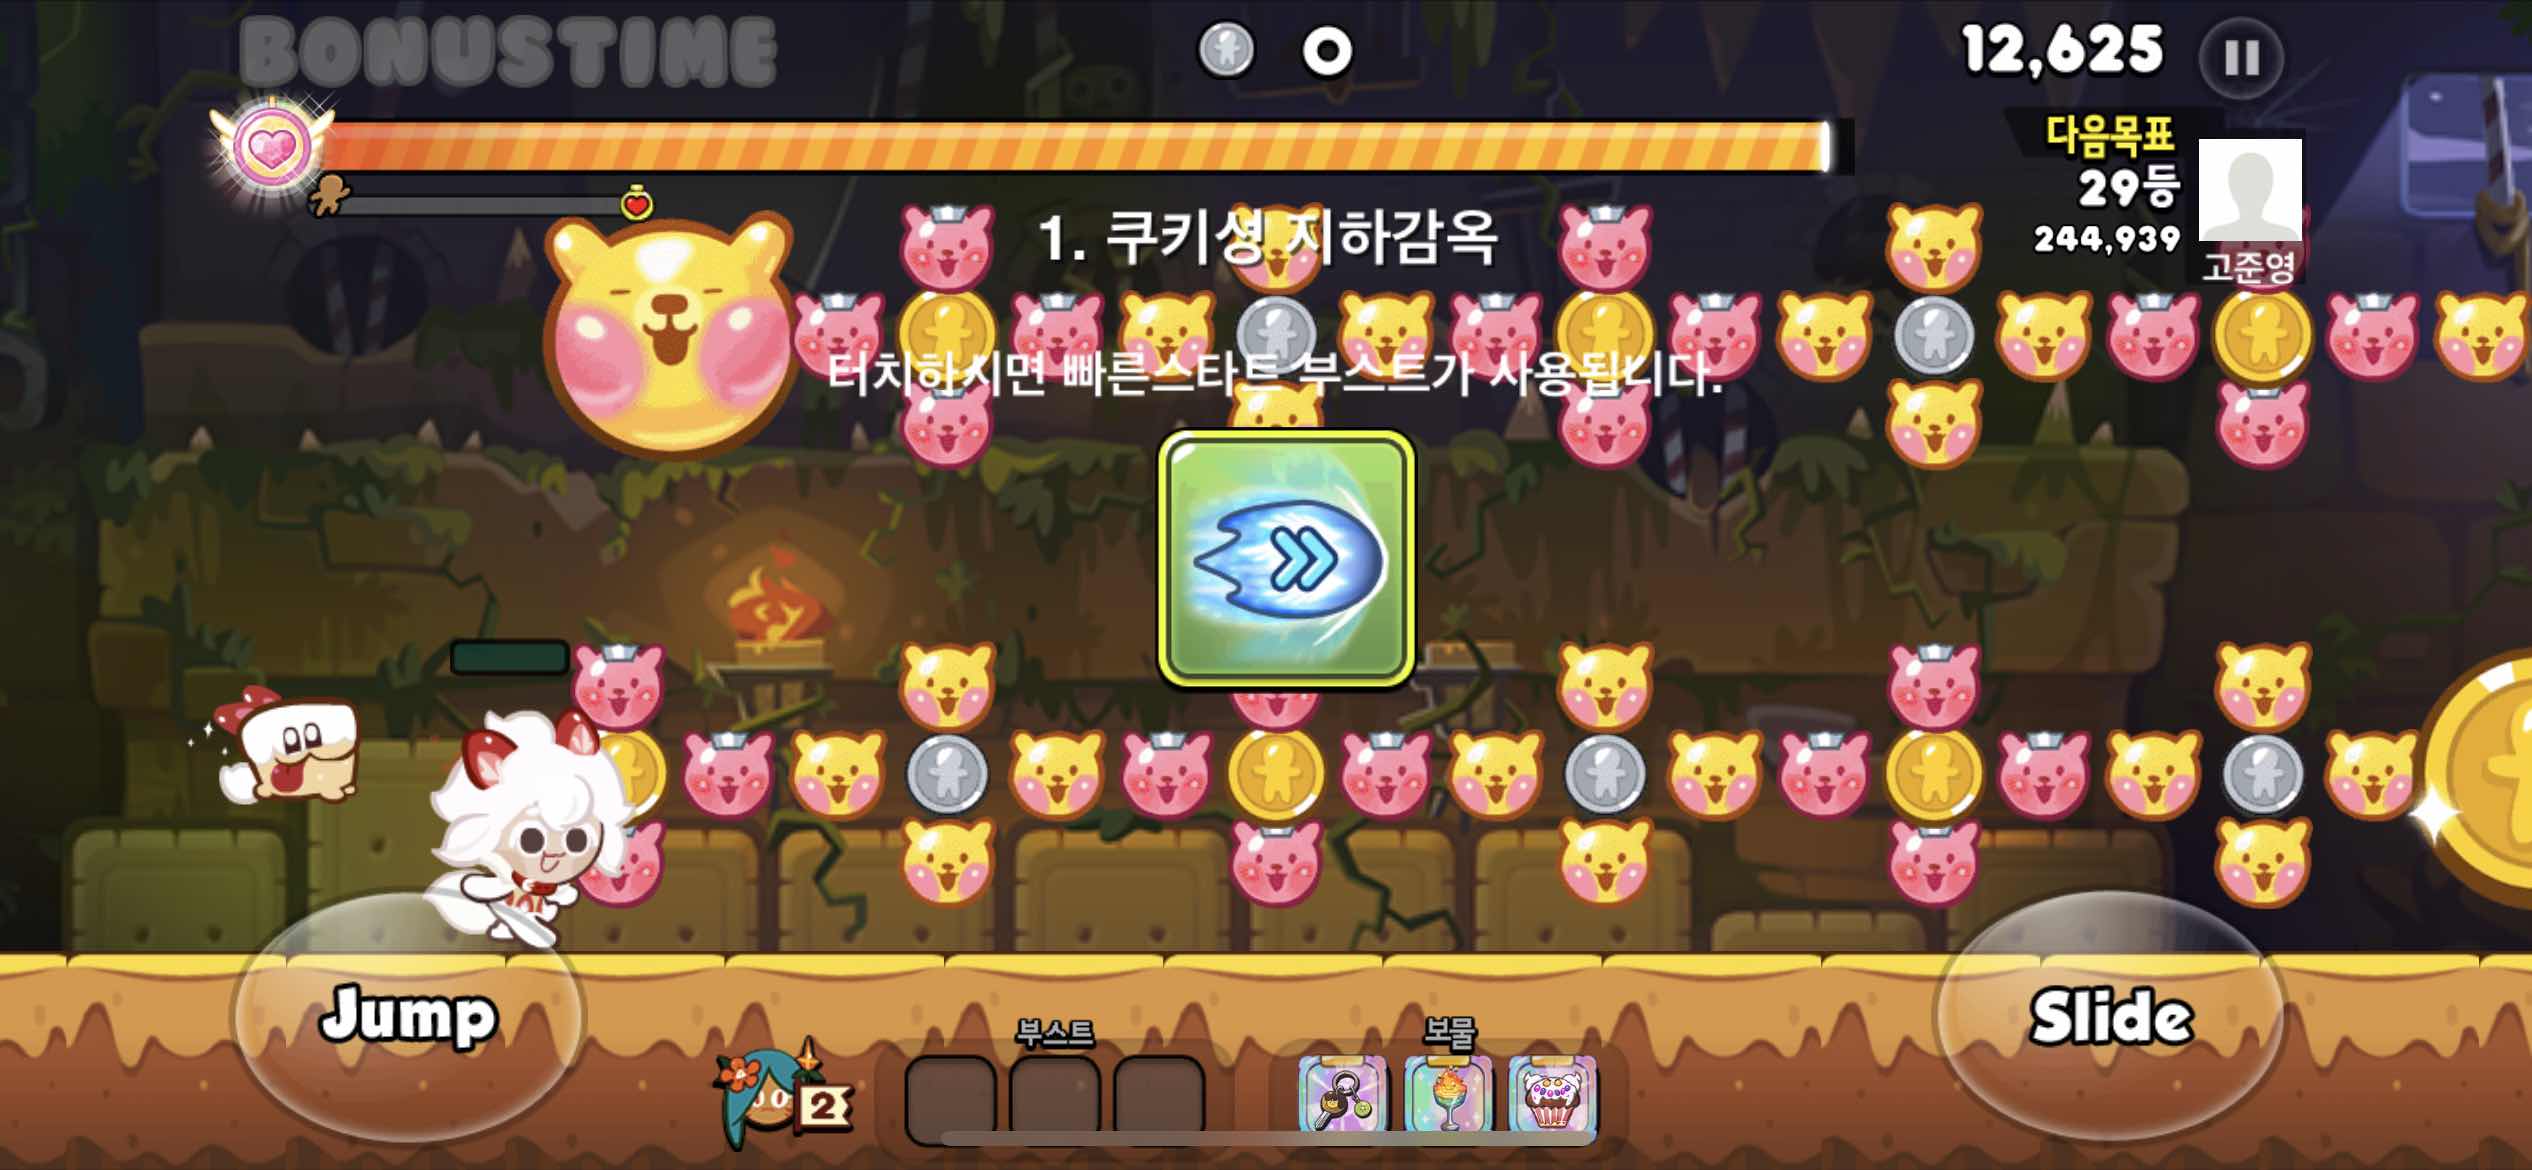 BONUSTIME
0
12,625
다음목표
29등
244,939
고준영
1. 쿠키성 지하감옥
터치하시면 빠른스타트 부스트가 사용됩니다.
Jump
Slide
부스트
보물
2